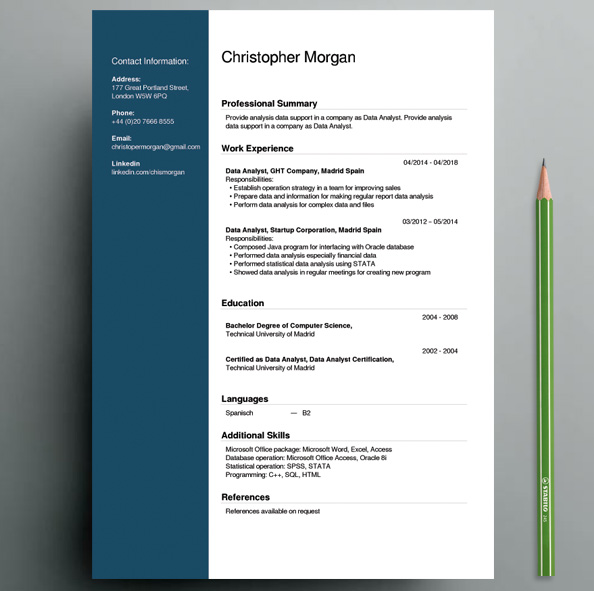 Contact Information:
Address:
177 Great Portland Street,
London W5W 6PQ
Phone:
+44 (0)20 7666 8555
Email:
christopermorgan@gmail.com
Linkedin
linkedin.com/chismorgan
Christopher Morgan
Professional Summary
Provide analysis data support in a company as Data Analyst. Provide analysis
data support in a company as Data Analyst.
Work Experience
04/2014 - 04/2018
Data Analyst, GHT Company, Madrid Spain
Responsibilities:
• Establish operation strategy in a team for improving sales
• Prepare data and information for making regular report data analysis
• Perform data analysis for complex data and files
03/2012 – 05/2014
Data Analyst, Startup Corporation, Madrid Spain
Responsibilities:
• Composed Java program for interfacing with Oracle database
• Performed data analysis especially financial data
• Performed statistical data analysis using STATA
• Showed data analysis in regular meetings for creating new program
Education
2004 - 2008
Bachelor Degree of Computer Science,
Technical University of Madrid
2002 - 2004
Certified as Data Analyst, Data Analyst Certification,
Technical University of Madrid
Languages
Spanisch — B2
Additional Skills
Microsoft Office package: Microsoft Word, Excel, Access
Database operation: Microsoft Office Access, Oracle 8i
Statistical operation: SPSS, STATA
Programming: C++, SQL, HTML
References
References available on request
STABILO